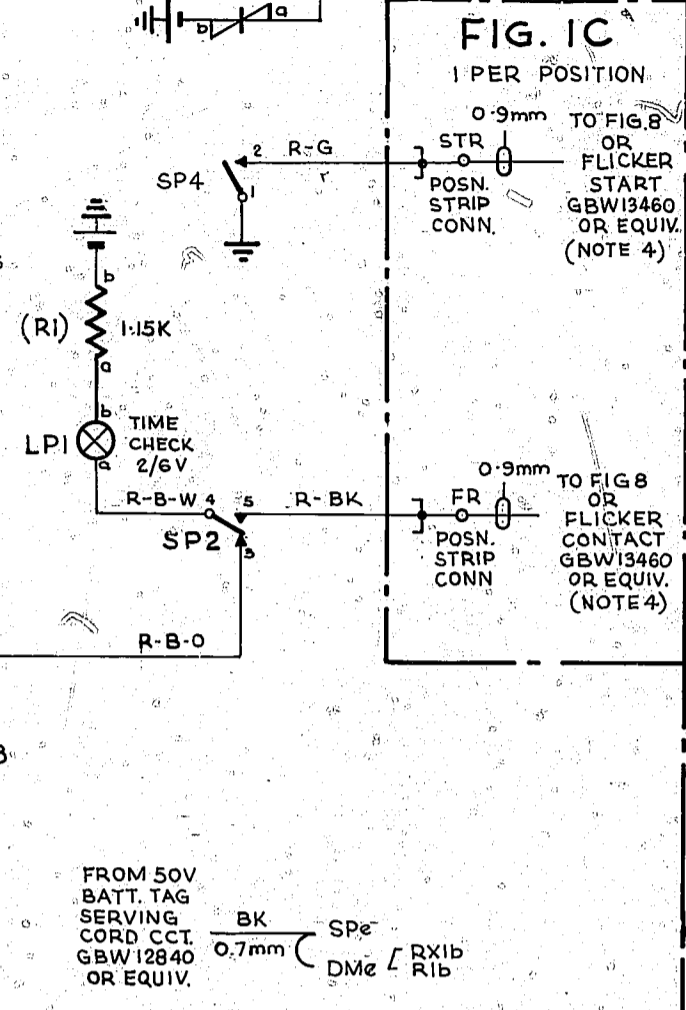 b
a
FIG. 1C
1 PER POSITION
0.9mm
STR
POSN.
STRIP
CONN.
TO FIG.8
OR
FLICKER
START
GBW13460
OR EQUIV.
(NOTE 4)
SP4
2
R-G
1
b
(R1)
1.15K
a
b
LP1
TIME
CHECK
2/6V
a
R-B-W
4
5
R-BK
SP2
3
R-B-O
0.9mm
FR
POSN.
STRIP
CONN
TO FIG 8
OR
FLICKER
CONTACT
GBW13460
OR EQUIV.
(NOTE 4)
FROM 50V
BATT. TAG
SERVING
CORD CCT.
GBW 12840
OR EQUIV.
BK
0.7mm
SPe
DMe
RX1b
R1b